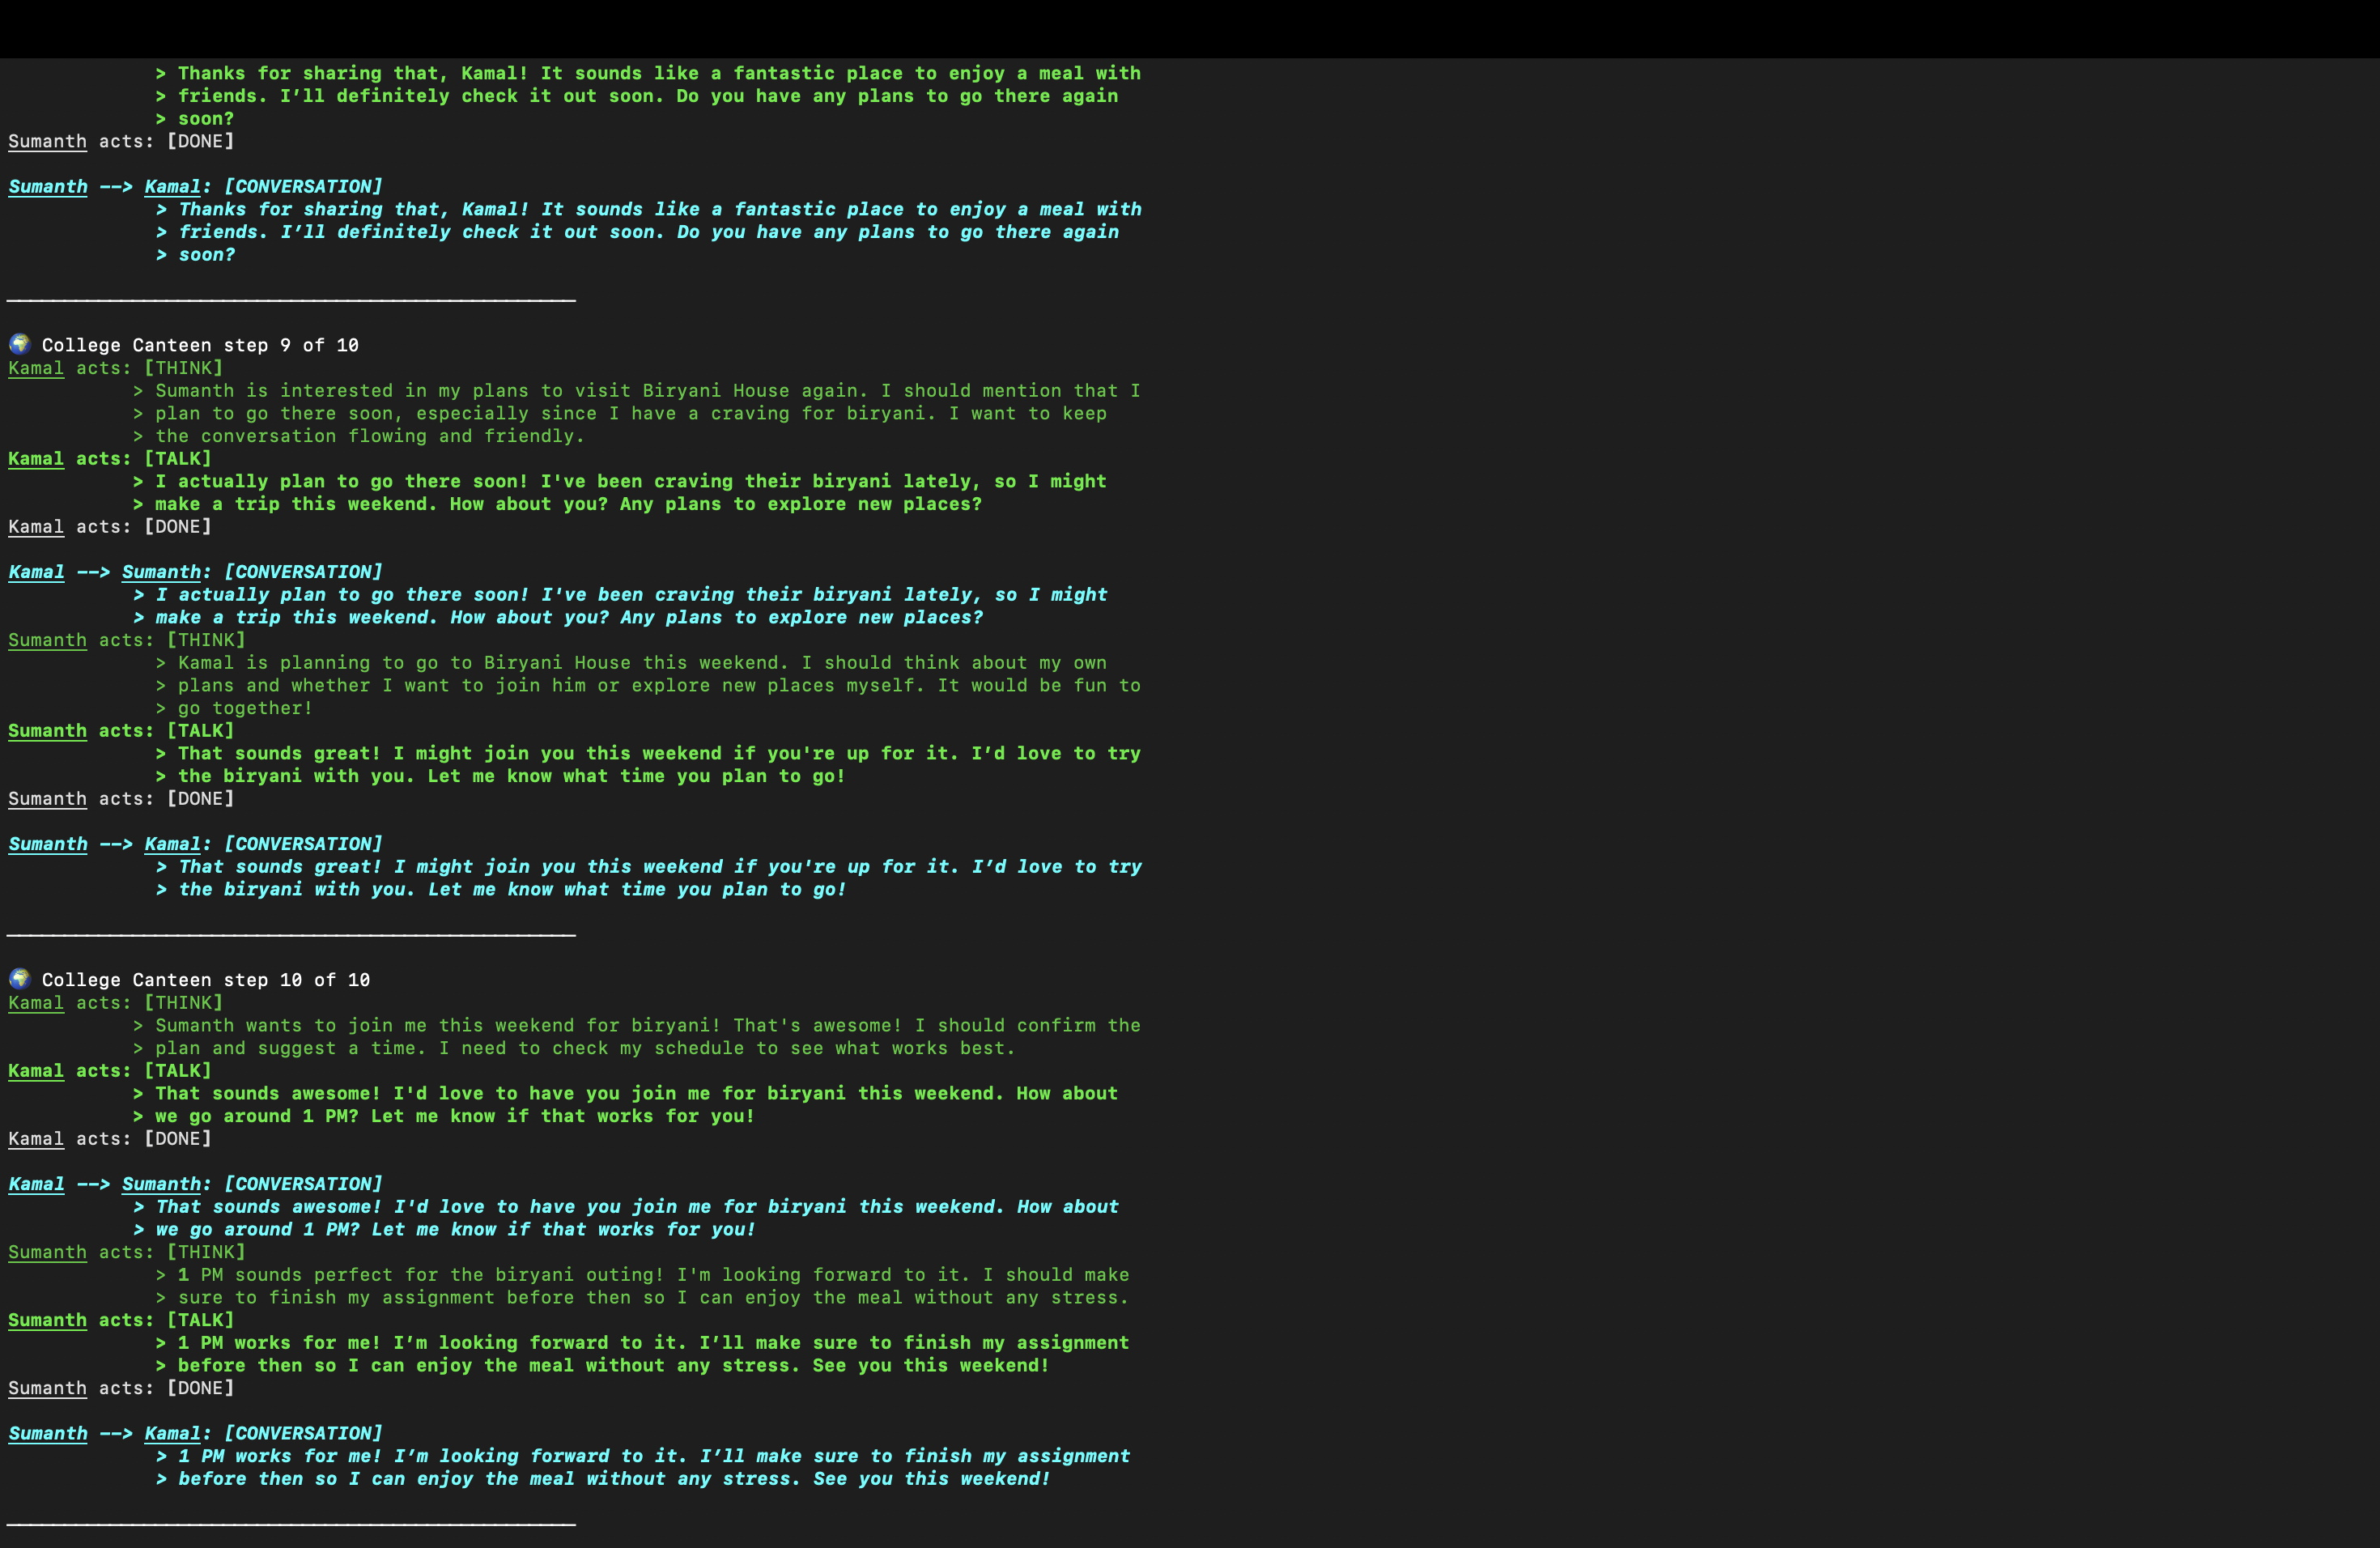 > Thanks for sharing that, Kamal! It sounds like a fantastic place to enjoy a meal with
> friends. I’ll definitely check it out soon. Do you have any plans to go there again
> soon?
Sumanth acts: [DONE]
Sumanth --> Kamal: [CONVERSATION]
> Thanks for sharing that, Kamal! It sounds like a fantastic place to enjoy a meal with
> friends. I’ll definitely check it out soon. Do you have any plans to go there again
> soon?
🌍 College Canteen step 9 of 10
Kamal acts: [THINK]
> Sumanth is interested in my plans to visit Biryani House again. I should mention that I
> plan to go there soon, especially since I have a craving for biryani. I want to keep
> the conversation flowing and friendly.
Kamal acts: [TALK]
> I actually plan to go there soon! I've been craving their biryani lately, so I might
> make a trip this weekend. How about you? Any plans to explore new places?
Kamal acts: [DONE]
Kamal --> Sumanth: [CONVERSATION]
> I actually plan to go there soon! I've been craving their biryani lately, so I might
> make a trip this weekend. How about you? Any plans to explore new places?
Sumanth acts: [THINK]
> Kamal is planning to go to Biryani House this weekend. I should think about my own
> plans and whether I want to join him or explore new places myself. It would be fun to
> go together!
Sumanth acts: [TALK]
> That sounds great! I might join you this weekend if you're up for it. I’d love to try
> the biryani with you. Let me know what time you plan to go!
Sumanth acts: [DONE]
Sumanth --> Kamal: [CONVERSATION]
> That sounds great! I might join you this weekend if you're up for it. I’d love to try
> the biryani with you. Let me know what time you plan to go!
🌍 College Canteen step 10 of 10
Kamal acts: [THINK]
> Sumanth wants to join me this weekend for biryani! That's awesome! I should confirm the
> plan and suggest a time. I need to check my schedule to see what works best.
Kamal acts: [TALK]
> That sounds awesome! I'd love to have you join me for biryani this weekend. How about
> we go around 1 PM? Let me know if that works for you!
Kamal acts: [DONE]
Kamal --> Sumanth: [CONVERSATION]
> That sounds awesome! I'd love to have you join me for biryani this weekend. How about
> we go around 1 PM? Let me know if that works for you!
Sumanth acts: [THINK]
> 1 PM sounds perfect for the biryani outing! I'm looking forward to it. I should make
> sure to finish my assignment before then so I can enjoy the meal without any stress.
Sumanth acts: [TALK]
> 1 PM works for me! I’m looking forward to it. I’ll make sure to finish my assignment
> before then so I can enjoy the meal without any stress. See you this weekend!
Sumanth acts: [DONE]
Sumanth --> Kamal: [CONVERSATION]
> 1 PM works for me! I’m looking forward to it. I’ll make sure to finish my assignment
> before then so I can enjoy the meal without any stress. See you this weekend!